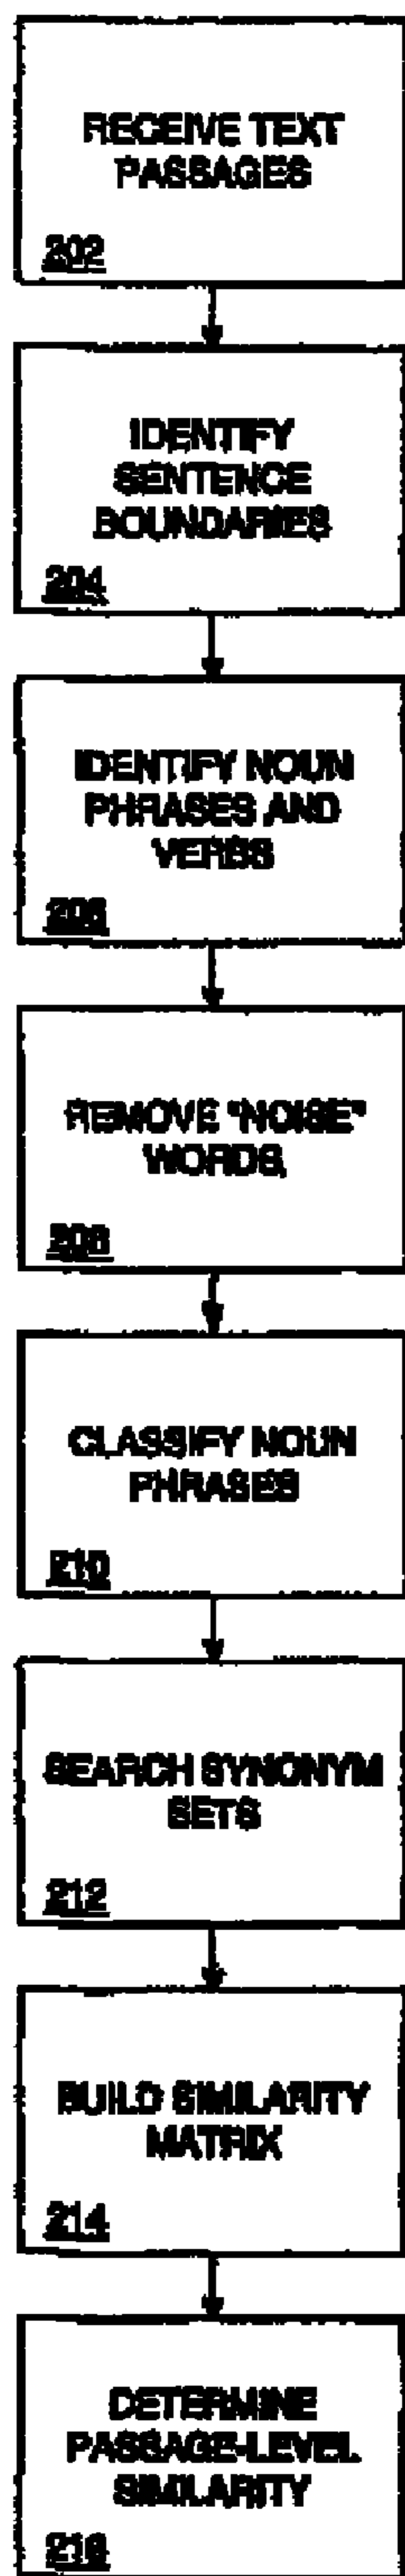 RECEIVE TEXT
PASSAGES
202
IDENTIFY
SENTENCE
BOUNDARIES
204
IDENTIFY NOUN
PHRASES AND
VERBS
206
REMOVE "NOISE"
WORDS,
208
CLASSIFY NOUN
PHRASES
210
SEARCH SYNONYM
SETS
212
BUILD SIMILARITY
MATRIX
214
DETERMINE
PASSAGE-LEVEL
SIMILARITY
216